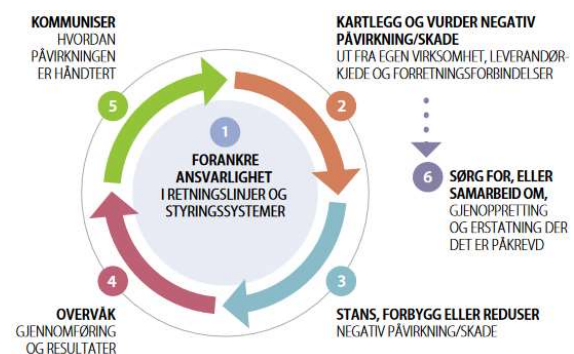 1
FORANKRE
ANSVARLIGHET
I RETNINGSLINJER OG
STYRINGSSYSTEMER
2
KARTLEGG OG VURDER NEGATIV
PÅVIRKNING/SKADE
UT FRA EGEN VIRKSOMHET, LEVERANDØR-
KJEDE OG FORRETNINGSFORBINDELSER
3
STANS, FORBYGG ELLER REDUSER
NEGATIV PÅVIRKNING/SKADE
4
OVERVÅK
GJENNOMFØRING
OG RESULTATER
5
KOMMUNISER
HVORDAN
PÅVIRKNINGEN
ER HÅNDTERT
6
SØRG FOR, ELLER
SAMARBEID OM,
GJENOPPRETTING
OG ERSTATNING DER
DET ER PÅKREVD